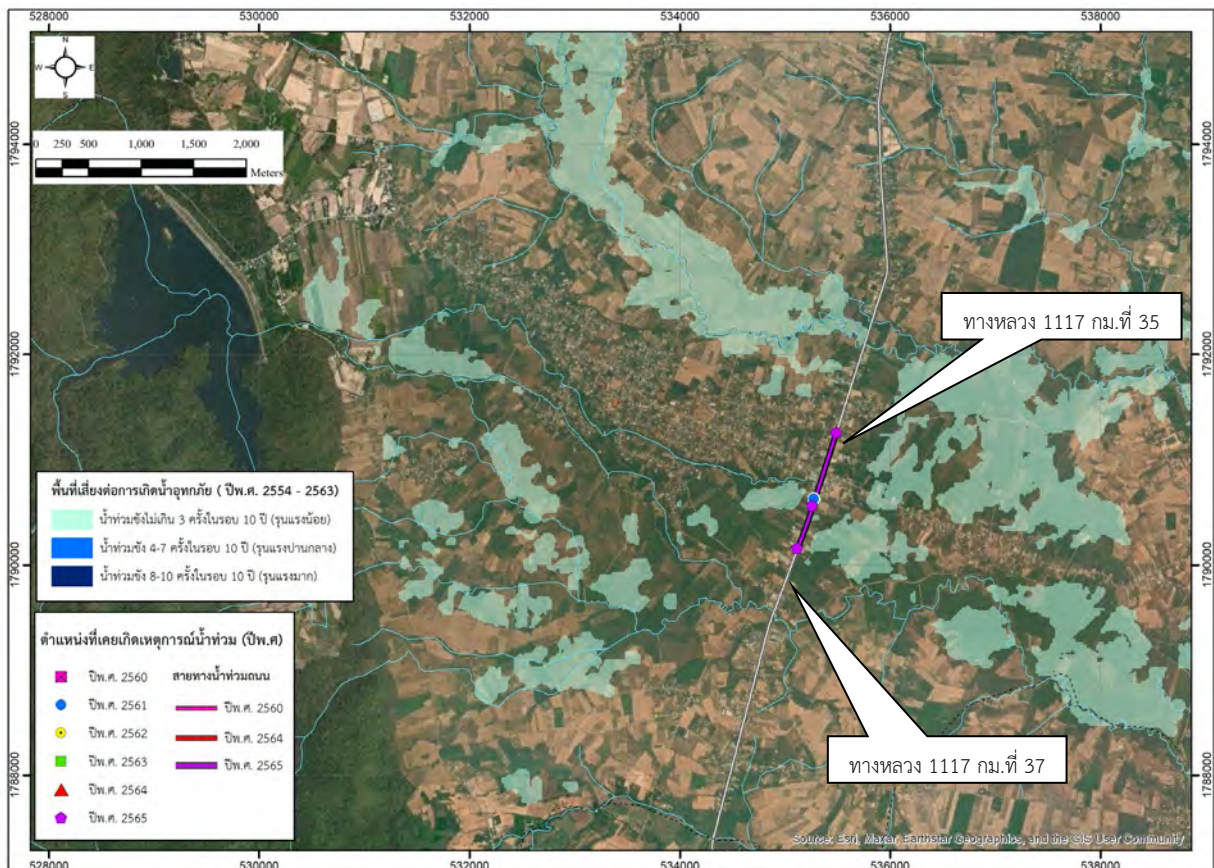 528000 530000 532000 534000 536000 538000
N
W E
S
0 250 500 1,000 1,500 2,000
Meters
1794000 1794000
1792000 1792000
1790000 1790000
1788000 1788000
ทางหลวง 1117 กม.ที่ 35
ทางหลวง 1117 กม.ที่ 37
พื้นที่เสี่ยงต่อการเกิดน้ำอุทกภัย ( ปีพ.ศ. 2554 - 2563)
น้ำท่วมขังไม่เกิน 3 ครั้งในรอบ 10 ปี (รุนแรงน้อย)
น้ำท่วมขัง 4-7 ครั้งในรอบ 10 ปี (รุนแรงปานกลาง)
น้ำท่วมขัง 8-10 ครั้งในรอบ 10 ปี (รุนแรงมาก)
ตำแหน่งที่เคยเกิดเหตุการณ์น้ำท่วม (ปีพ.ศ)
ปีพ.ศ. 2560
ปีพ.ศ. 2561
ปีพ.ศ. 2562
ปีพ.ศ. 2563
ปีพ.ศ. 2564
ปีพ.ศ. 2565
สายทางน้ำท่วมถนน
ปีพ.ศ. 2560
ปีพ.ศ. 2564
ปีพ.ศ. 2565
Source: Esri, Maxar, Earthstar Geographics, and the GIS User Community
528000 530000 532000 534000 536000 538000